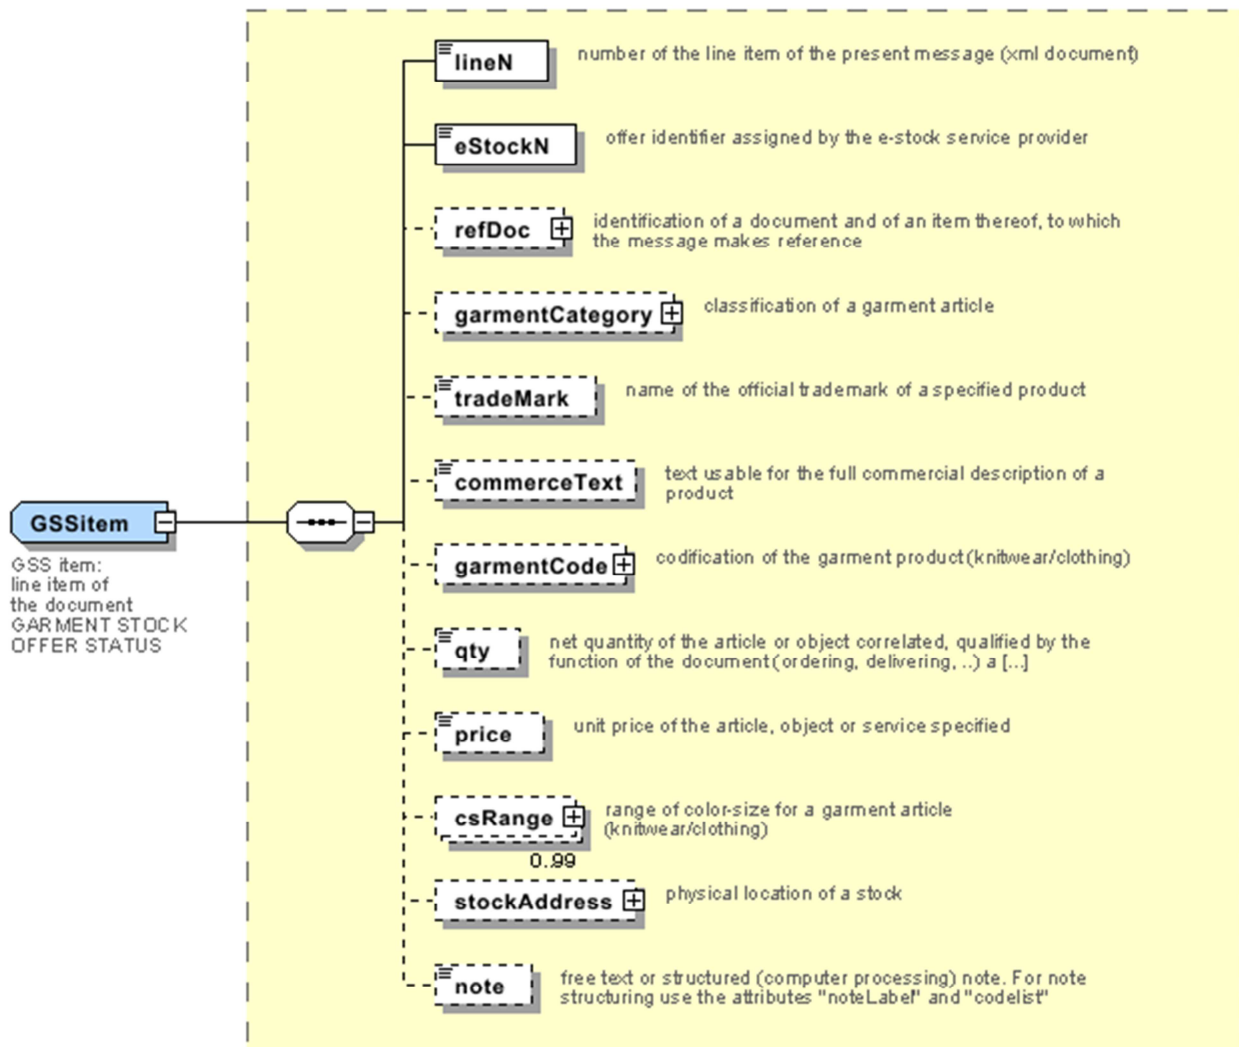 lineN
number of the line item of the present message (xml document)
eStockN
offer identifier assigned by the e-stock service provider
refDoc
identification of a document and of an item thereof, to which
the message makes reference
garmentCategory
classification of a garment article
tradeMark
name of the official trademark of a specified product
commerceText
text usable for the full commercial description of a
product
GSSitem
GSS item:
line item of
the document
GARMENT STOCK
OFFER STATUS
garmentCode
codification of the garment product (knitwear/clothing)
qty
net quantity of the article or object correlated, qualified by the
function of the document (ordering, delivering, ..) a [...]
price
unit price of the article, object or service specified
csRange
range of color-size for a garment article
(knitwear/clothing)
0..99
stockAddress
physical location of a stock
note
free text or structured (computer processing) note. For note
structuring use the attributes "noteLabel" and "codelist"